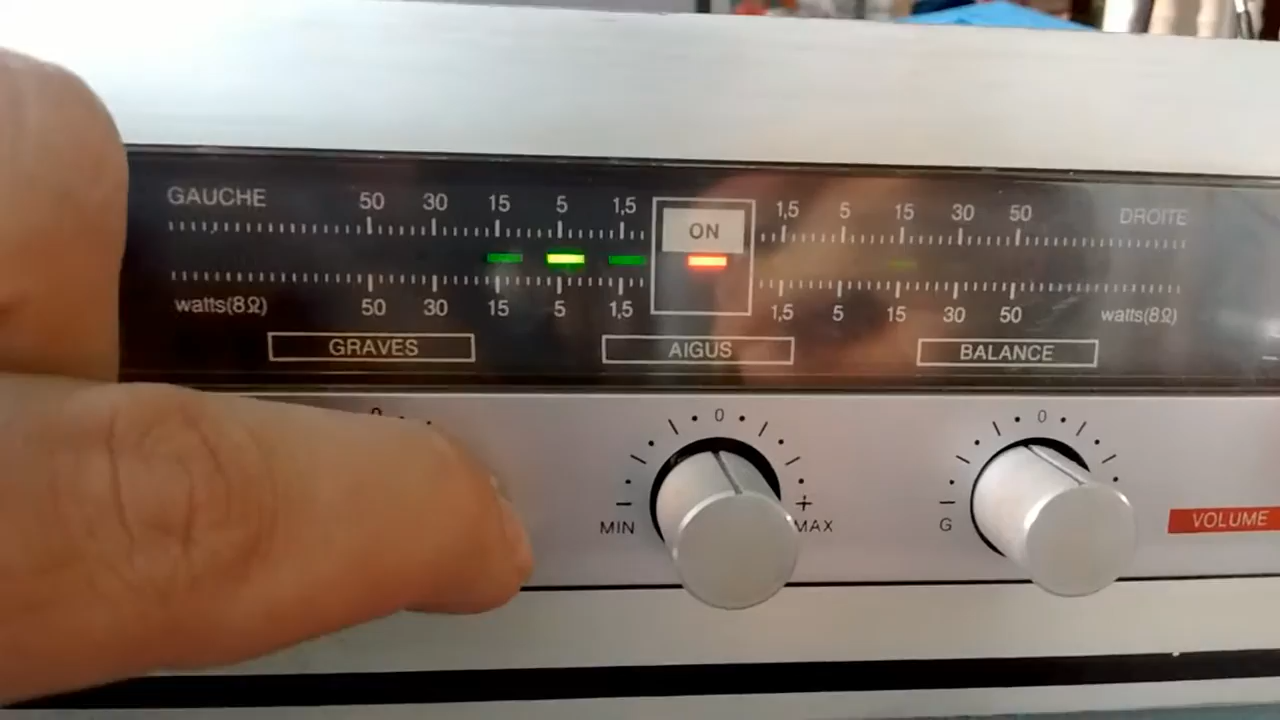 GAUCHE 50 30 15 5 1,5 ON 1,5 5 15 30 50 DROITE
watts(8Ω) 50 30 15 5 1,5 1,5 5 15 30 50 watts(8Ω)
GRAVES AIGUS BALANCE
0 0 0
- + -
MIN MAX G VOLUME